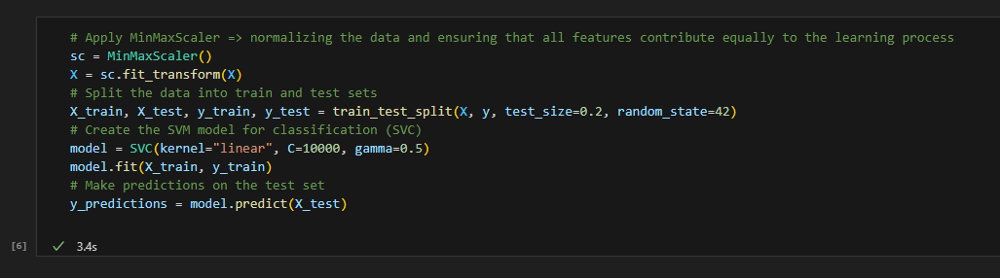 # Apply MinMaxScaler => normalizing the data and ensuring that all features contribute equally to the learning process
sc = MinMaxScaler()
X = sc.fit_transform(X)
# Split the data into train and test sets
X_train, X_test, y_train, y_test = train_test_split(X, y, test_size=0.2, random_state=42)
# Create the SVM model for classification (SVC)
model = SVC(kernel="linear", C=10000, gamma=0.5)
model.fit(X_train, y_train)
# Make predictions on the test set
y_predictions = model.predict(X_test)
[6] ✓ 3.4s